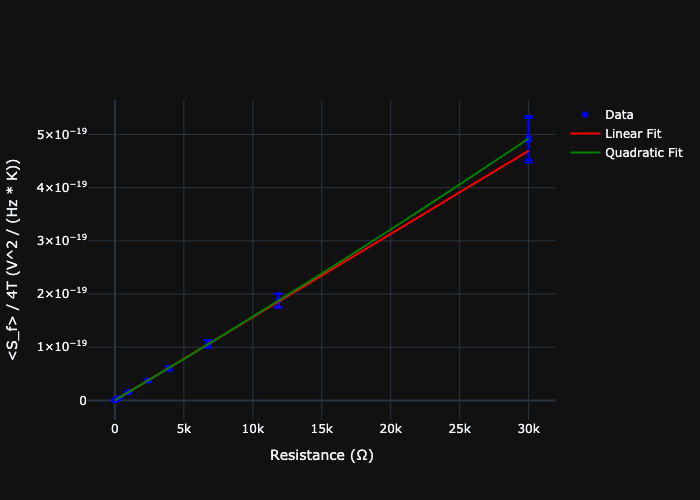 Data
Linear Fit
Quadratic Fit
5×10⁻¹⁹
4×10⁻¹⁹
3×10⁻¹⁹
2×10⁻¹⁹
1×10⁻¹⁹
0
<S_f> / 4T (V^2 / (Hz * K))
0 5k 10k 15k 20k 25k 30k
Resistance (Ω)